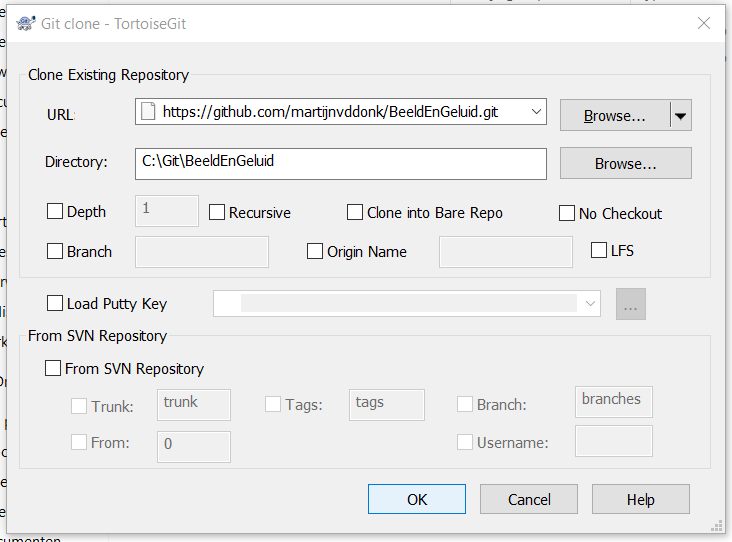 Git clone - TortoiseGit
Clone Existing Repository
URL: https://github.com/martijnvddonk/BeeldEnGeluid.git Browse...
Directory: C:\Git\BeeldEnGeluid Browse...
Depth 1 Recursive Clone into Bare Repo No Checkout
Branch Origin Name LFS
Load Putty Key ...
From SVN Repository
From SVN Repository
Trunk: trunk Tags: tags Branch: branches
From: 0 Username:
OK Cancel Help